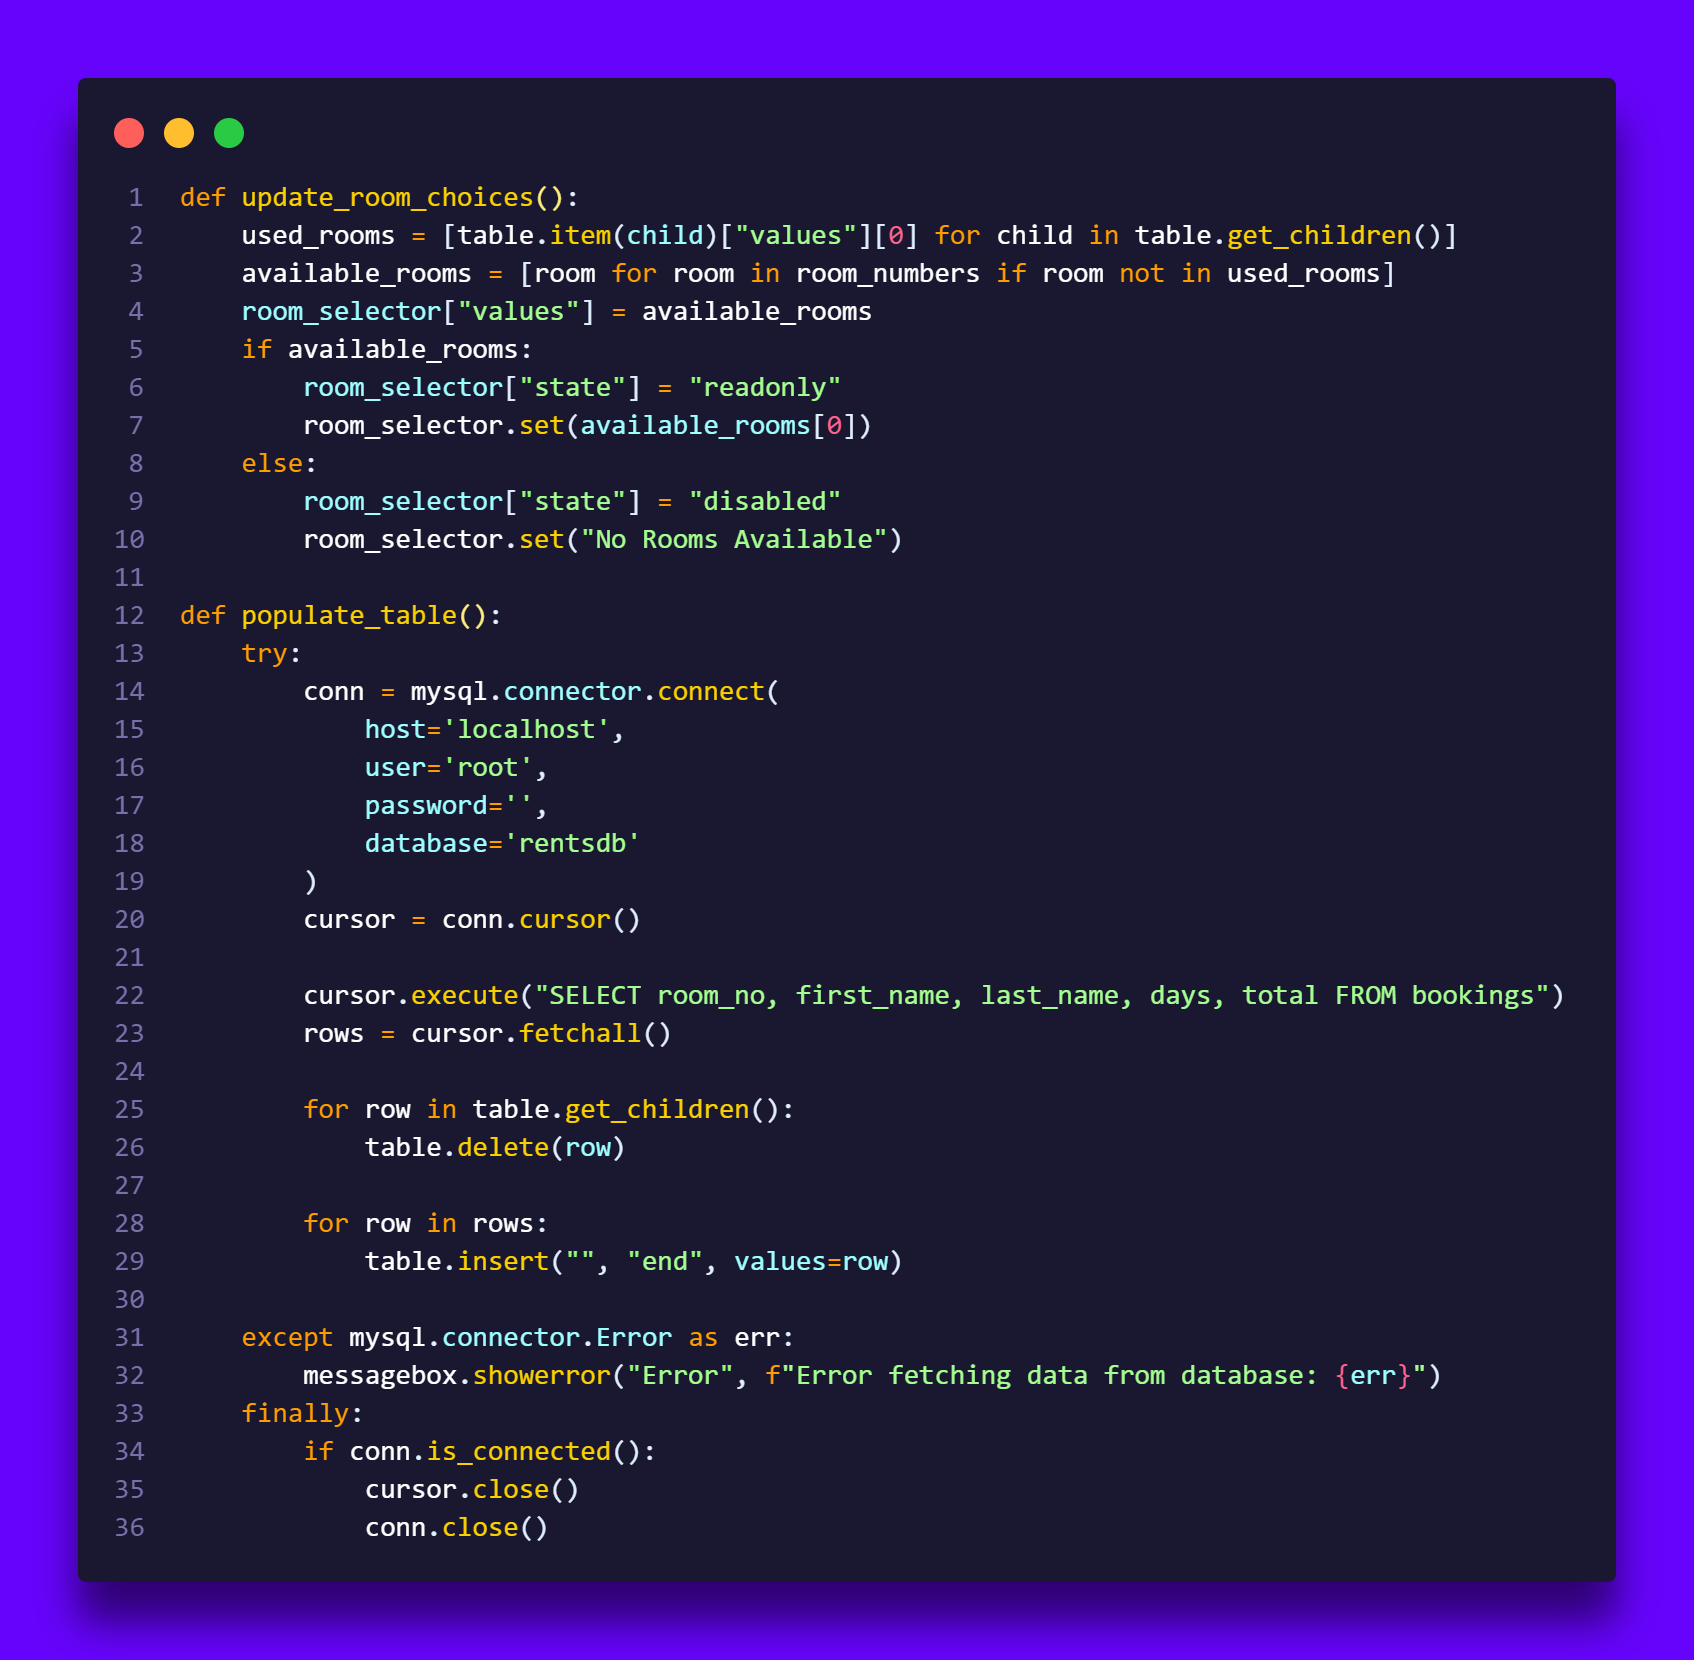 1 def update_room_choices():
2     used_rooms = [table.item(child)["values"][0] for child in table.get_children()]
3     available_rooms = [room for room in room_numbers if room not in used_rooms]
4     room_selector["values"] = available_rooms
5     if available_rooms:
6         room_selector["state"] = "readonly"
7         room_selector.set(available_rooms[0])
8     else:
9         room_selector["state"] = "disabled"
10         room_selector.set("No Rooms Available")
11
12 def populate_table():
13     try:
14         conn = mysql.connector.connect(
15             host='localhost',
16             user='root',
17             password='',
18             database='rentsdb'
19         )
20         cursor = conn.cursor()
21
22         cursor.execute("SELECT room_no, first_name, last_name, days, total FROM bookings")
23         rows = cursor.fetchall()
24
25         for row in table.get_children():
26             table.delete(row)
27
28         for row in rows:
29             table.insert("", "end", values=row)
30
31     except mysql.connector.Error as err:
32         messagebox.showerror("Error", f"Error fetching data from database: {err}")
33     finally:
34         if conn.is_connected():
35             cursor.close()
36             conn.close()